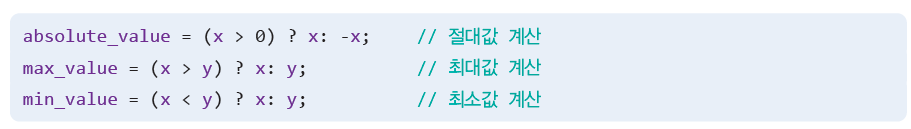 absolute_value = (x > 0) ? x: -x;    // 절대값 계산
max_value = (x > y) ? x: y;    // 최대값 계산
min_value = (x < y) ? x: y;    // 최소값 계산